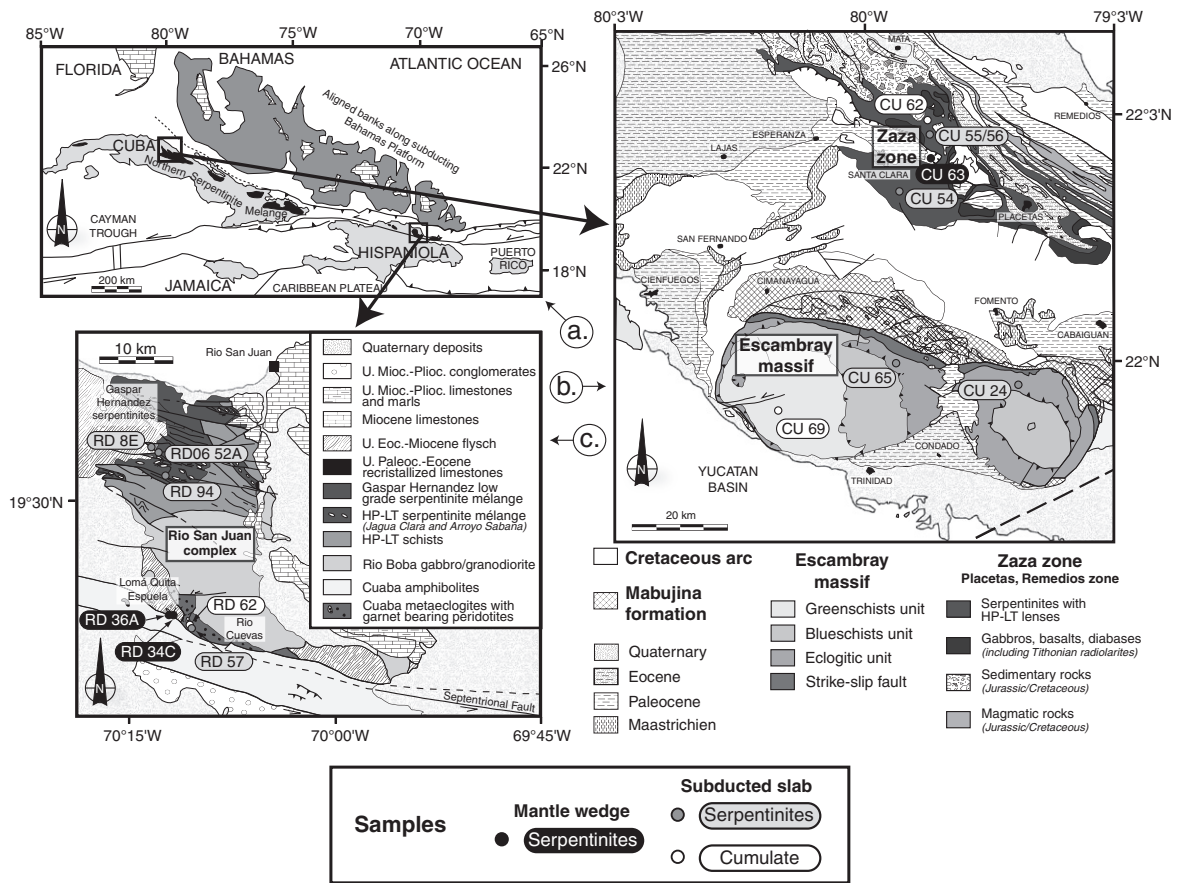 85°W
80°W
75°W
70°W
65°N
FLORIDA
BAHAMAS
ATLANTIC OCEAN
26°N
Aligned banks along subducting
Bahamas Platform
CUBA
22°N
Northern Serpentinite Melange
N
CAYMAN
TROUGH
HISPANIOLA
PUERTO
RICO
18°N
200 km
JAMAICA
CARIBBEAN PLATEAU
a.
b.
c.
80°3'W
80°W
79°3'W
MATA
CU 62
22°3'N
REMEDIOS
ESPERANZA
Zaza
zone
CU 55/56
LAJAS
SANTA CLARA
CU 63
CU 54
PLACETAS
SAN FERNANDO
CIENFUEGOS
CIMANAYAGUA
FOMENTO
CABAIGUAN
Escambray
massif
22°N
CU 65
CU 24
CU 69
CONDADO
N
YUCATAN
BASIN
TRINIDAD
20 km
10 km
Rio San Juan
Gaspar
Hernandez
serpentinites
RD 8E
RD06 52A
RD 94
19°30'N
Rio San Juan
complex
Loma Quita
Espuela
RD 62
RD 36A
Rio
Cuevas
RD 34C
RD 57
N
Septentrional Fault
70°15'W
70°00'W
69°45'W
Quaternary deposits
U. Mioc.-Plioc. conglomerates
U. Mioc.-Plioc. limestones
and marls
Miocene limestones
U. Eoc.-Miocene flysch
U. Paleoc.-Eocene
recristallized limestones
Gaspar Hernandez low
grade serpentinite mélange
HP-LT serpentinite mélange
(Jagua Clara and Arroyo Sabana)
HP-LT schists
Rio Boba gabbro/granodiorite
Cuaba amphibolites
Cuaba metaeclogites with
garnet bearing peridotites
Cretaceous arc
Mabujina
formation
Quaternary
Eocene
Paleocene
Maastrichien
Escambray
massif
Greenschists unit
Blueschists unit
Eclogitic unit
Strike-slip fault
Zaza zone
Placetas, Remedios zone
Serpentinites with
HP-LT lenses
Gabbros, basalts, diabases
(including Tithonian radiolarites)
Sedimentary rocks
(Jurassic/Cretaceous)
Magmatic rocks
(Jurassic/Cretaceous)
Samples
Mantle wedge
Serpentinites
Subducted slab
Serpentinites
Cumulate